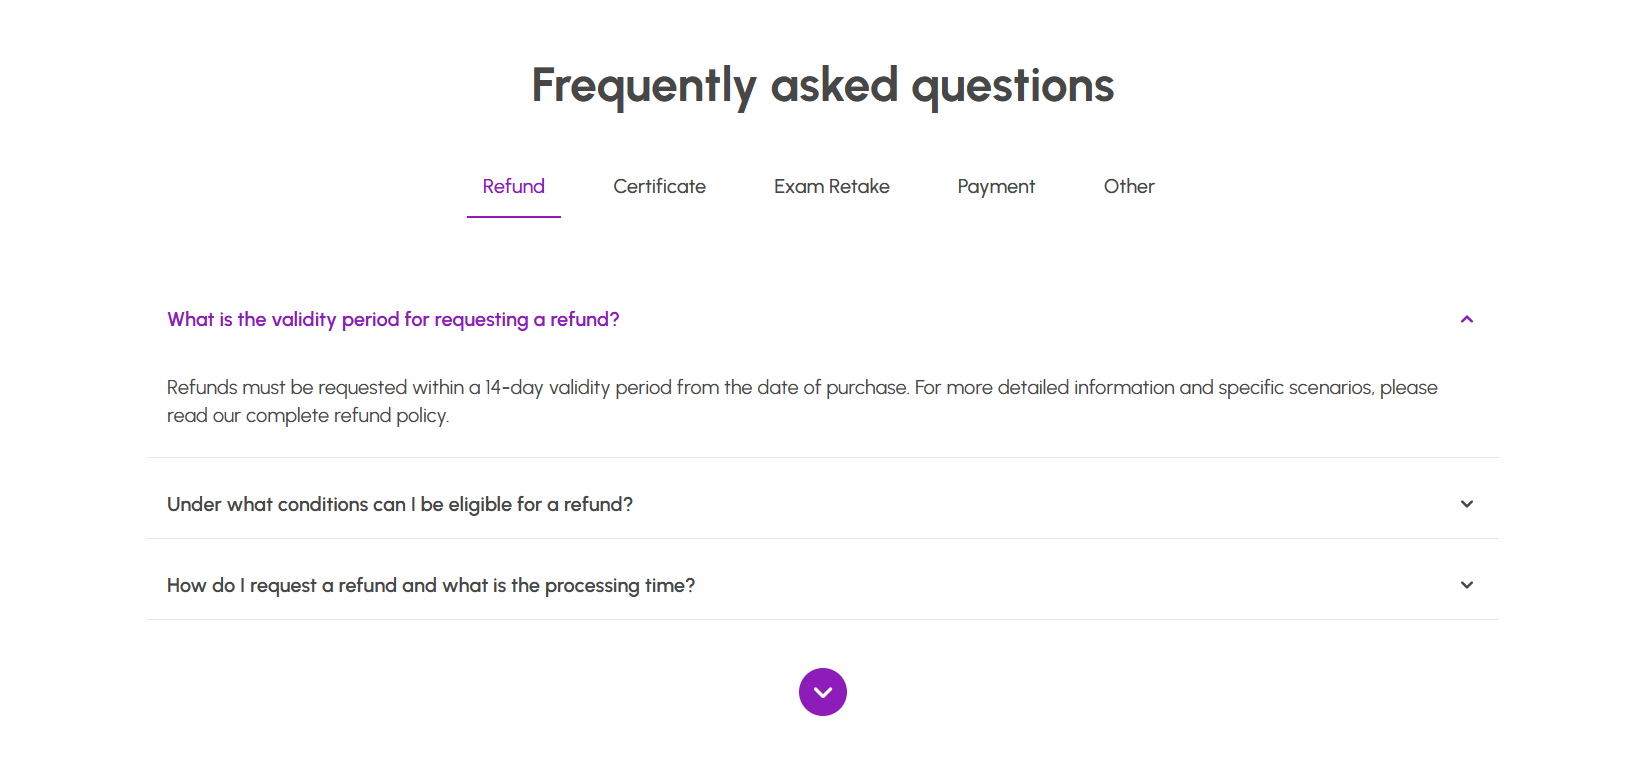 Frequently asked questions
Refund Certificate Exam Retake Payment Other
What is the validity period for requesting a refund?
Refunds must be requested within a 14-day validity period from the date of purchase. For more detailed information and specific scenarios, please
read our complete refund policy.
Under what conditions can I be eligible for a refund?
How do I request a refund and what is the processing time?